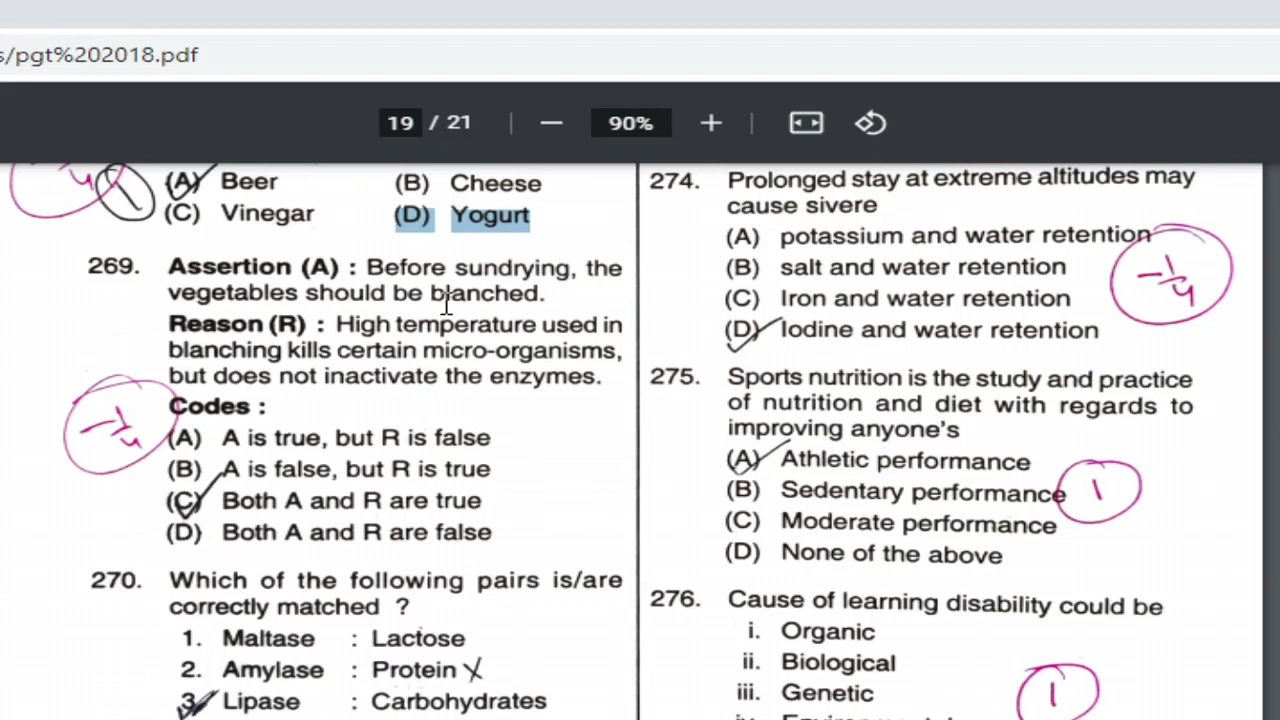 s/pgt%202018.pdf
19 / 21 — 90% +
(A) Beer (B) Cheese
(C) Vinegar (D) Yogurt
269. Assertion (A) : Before sundrying, the
vegetables should be blanched.
Reason (R) : High temperature used in
blanching kills certain micro-organisms,
but does not inactivate the enzymes.
Codes :
(A) A is true, but R is false
(B) A is false, but R is true
(C) Both A and R are true
(D) Both A and R are false
-1/4
270. Which of the following pairs is/are
correctly matched ?
1. Maltase : Lactose
2. Amylase : Protein X
3. Lipase : Carbohydrates
274. Prolonged stay at extreme altitudes may
cause sivere
(A) potassium and water retention
(B) salt and water retention
(C) Iron and water retention
(D) Iodine and water retention
-1/4
275. Sports nutrition is the study and practice
of nutrition and diet with regards to
improving anyone's
(A) Athletic performance
(B) Sedentary performance
(C) Moderate performance
(D) None of the above
1
276. Cause of learning disability could be
i. Organic
ii. Biological
iii. Genetic
1